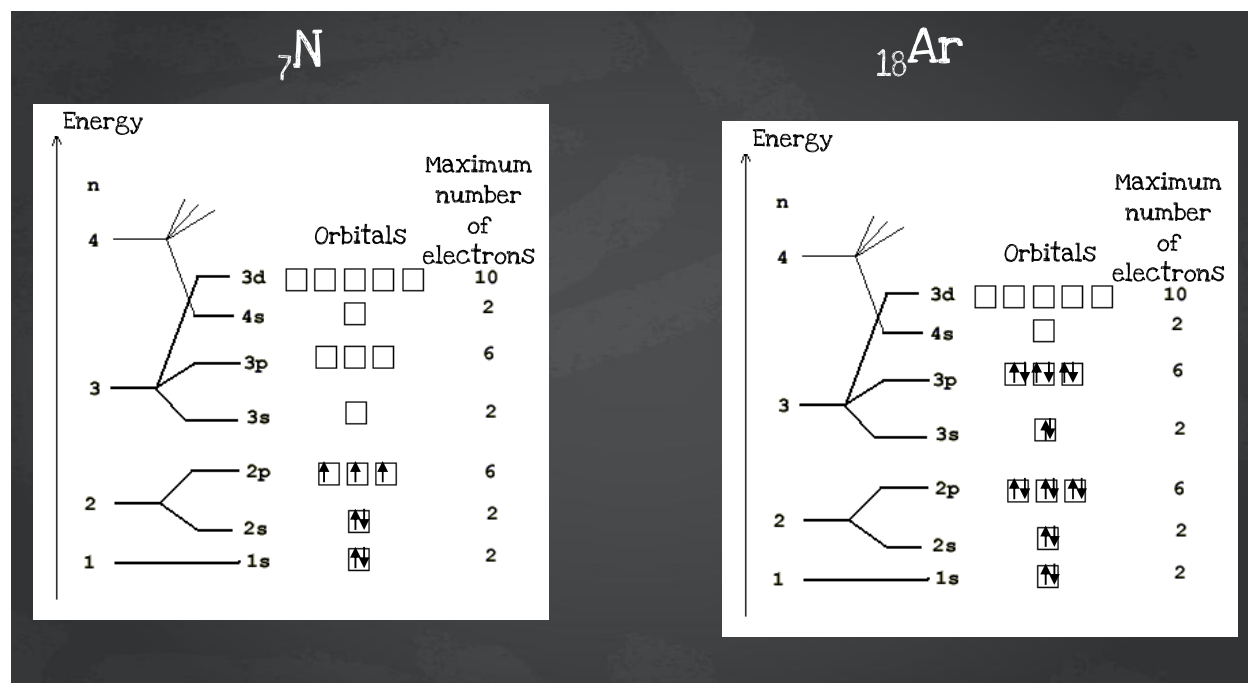 7N
Energy
Maximum
number
of
electrons
n
Orbitals
4
3d 10
4s 2
3p 6
3
3s 2
2p 6
2
2s 2
1 1s 2
18Ar
Energy
Maximum
number
of
electrons
n
Orbitals
4
3d 10
4s 2
3p 6
3
3s 2
2p 6
2
2s 2
1 1s 2